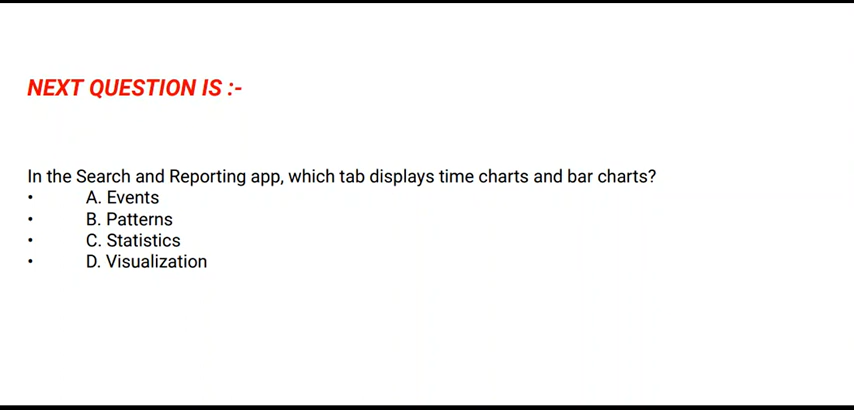 NEXT QUESTION IS :-
In the Search and Reporting app, which tab displays time charts and bar charts?
• A. Events
• B. Patterns
• C. Statistics
• D. Visualization